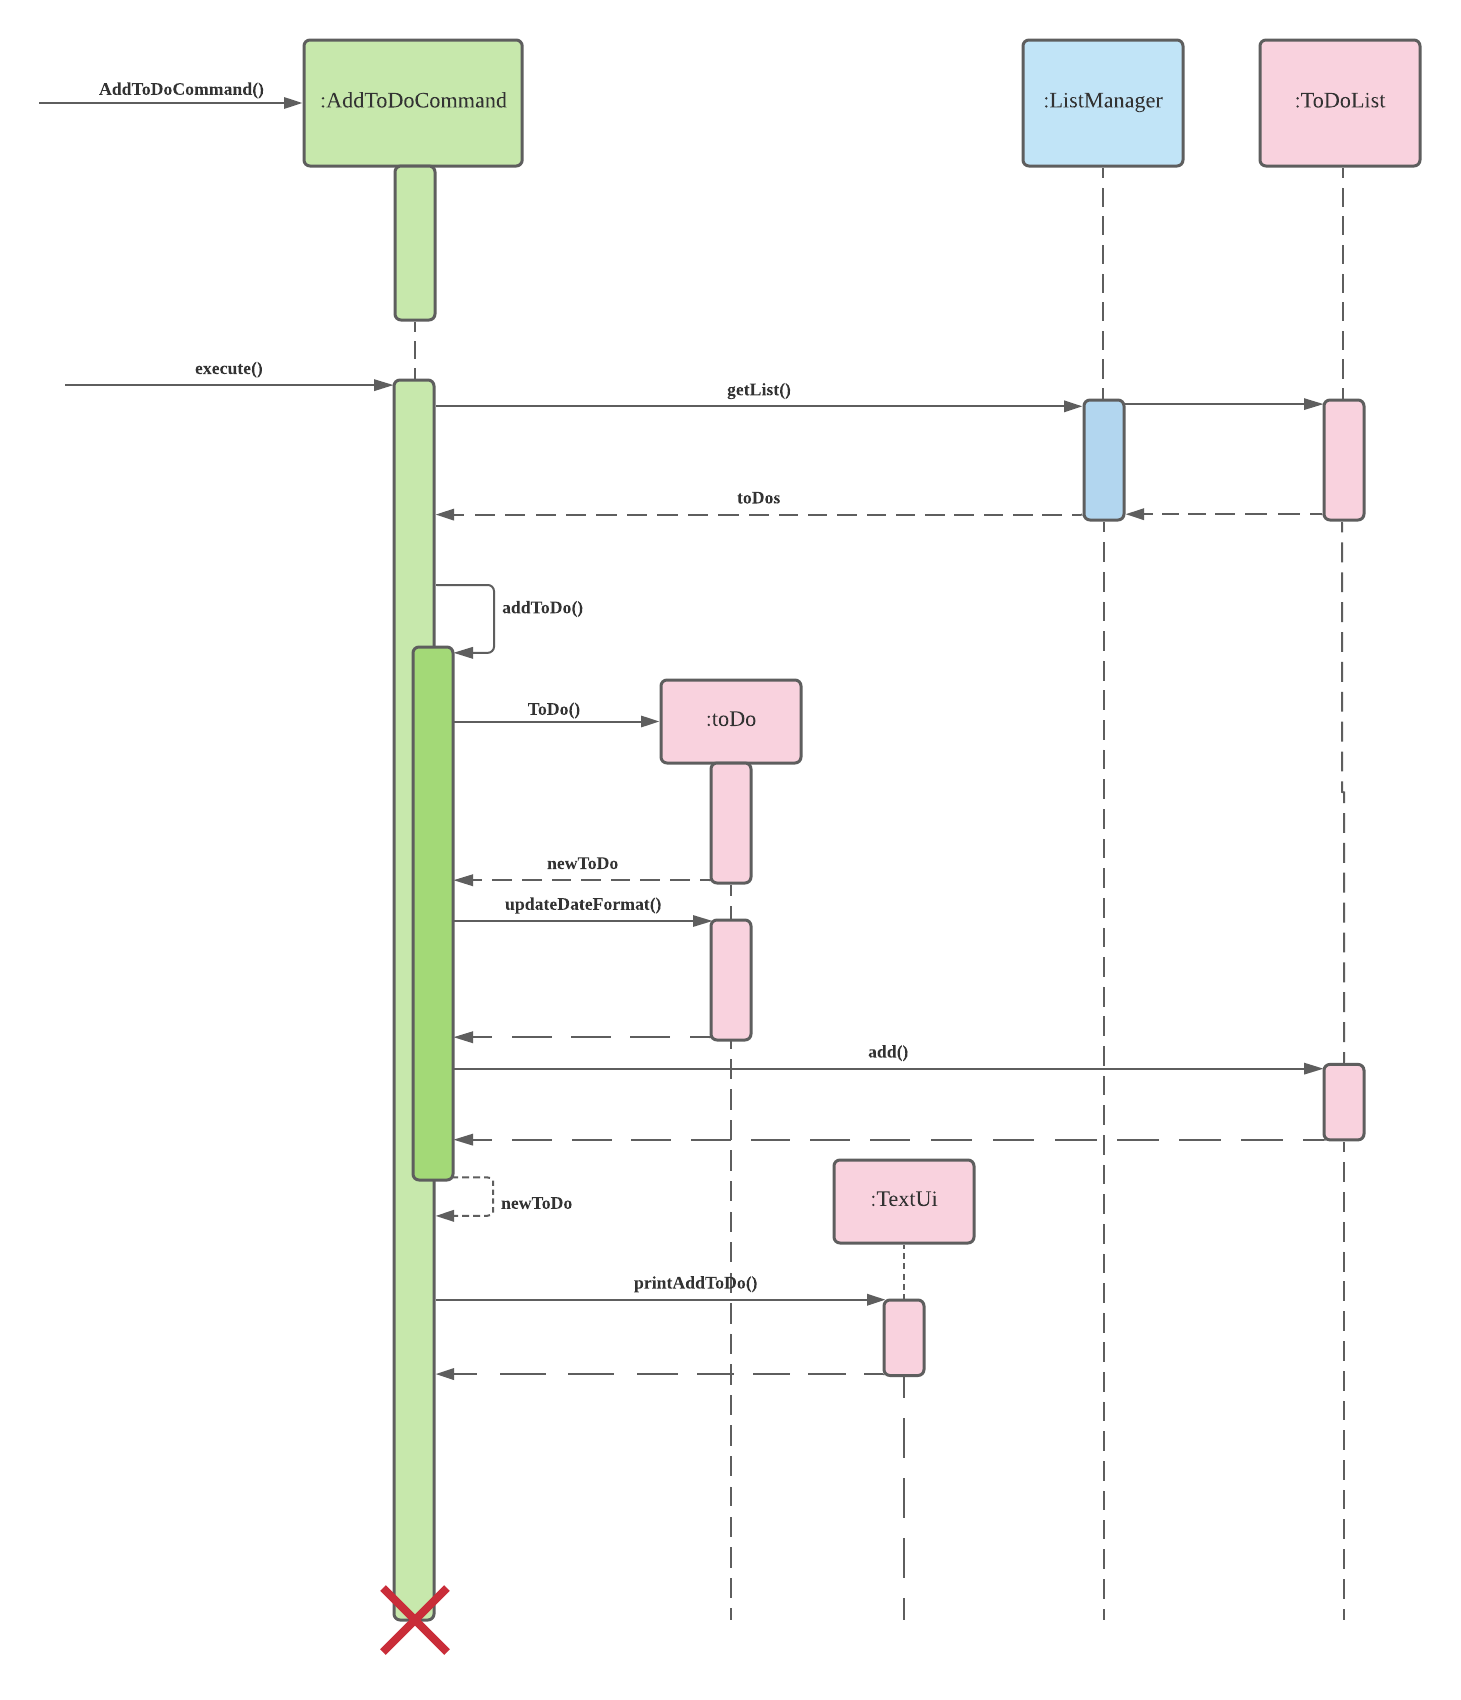 AddToDoCommand()
:AddToDoCommand
:ListManager
:ToDoList
execute()
getList()
toDos
addToDo()
ToDo()
:toDo
newToDo
updateDateFormat()
add()
:TextUi
newToDo
printAddToDo()